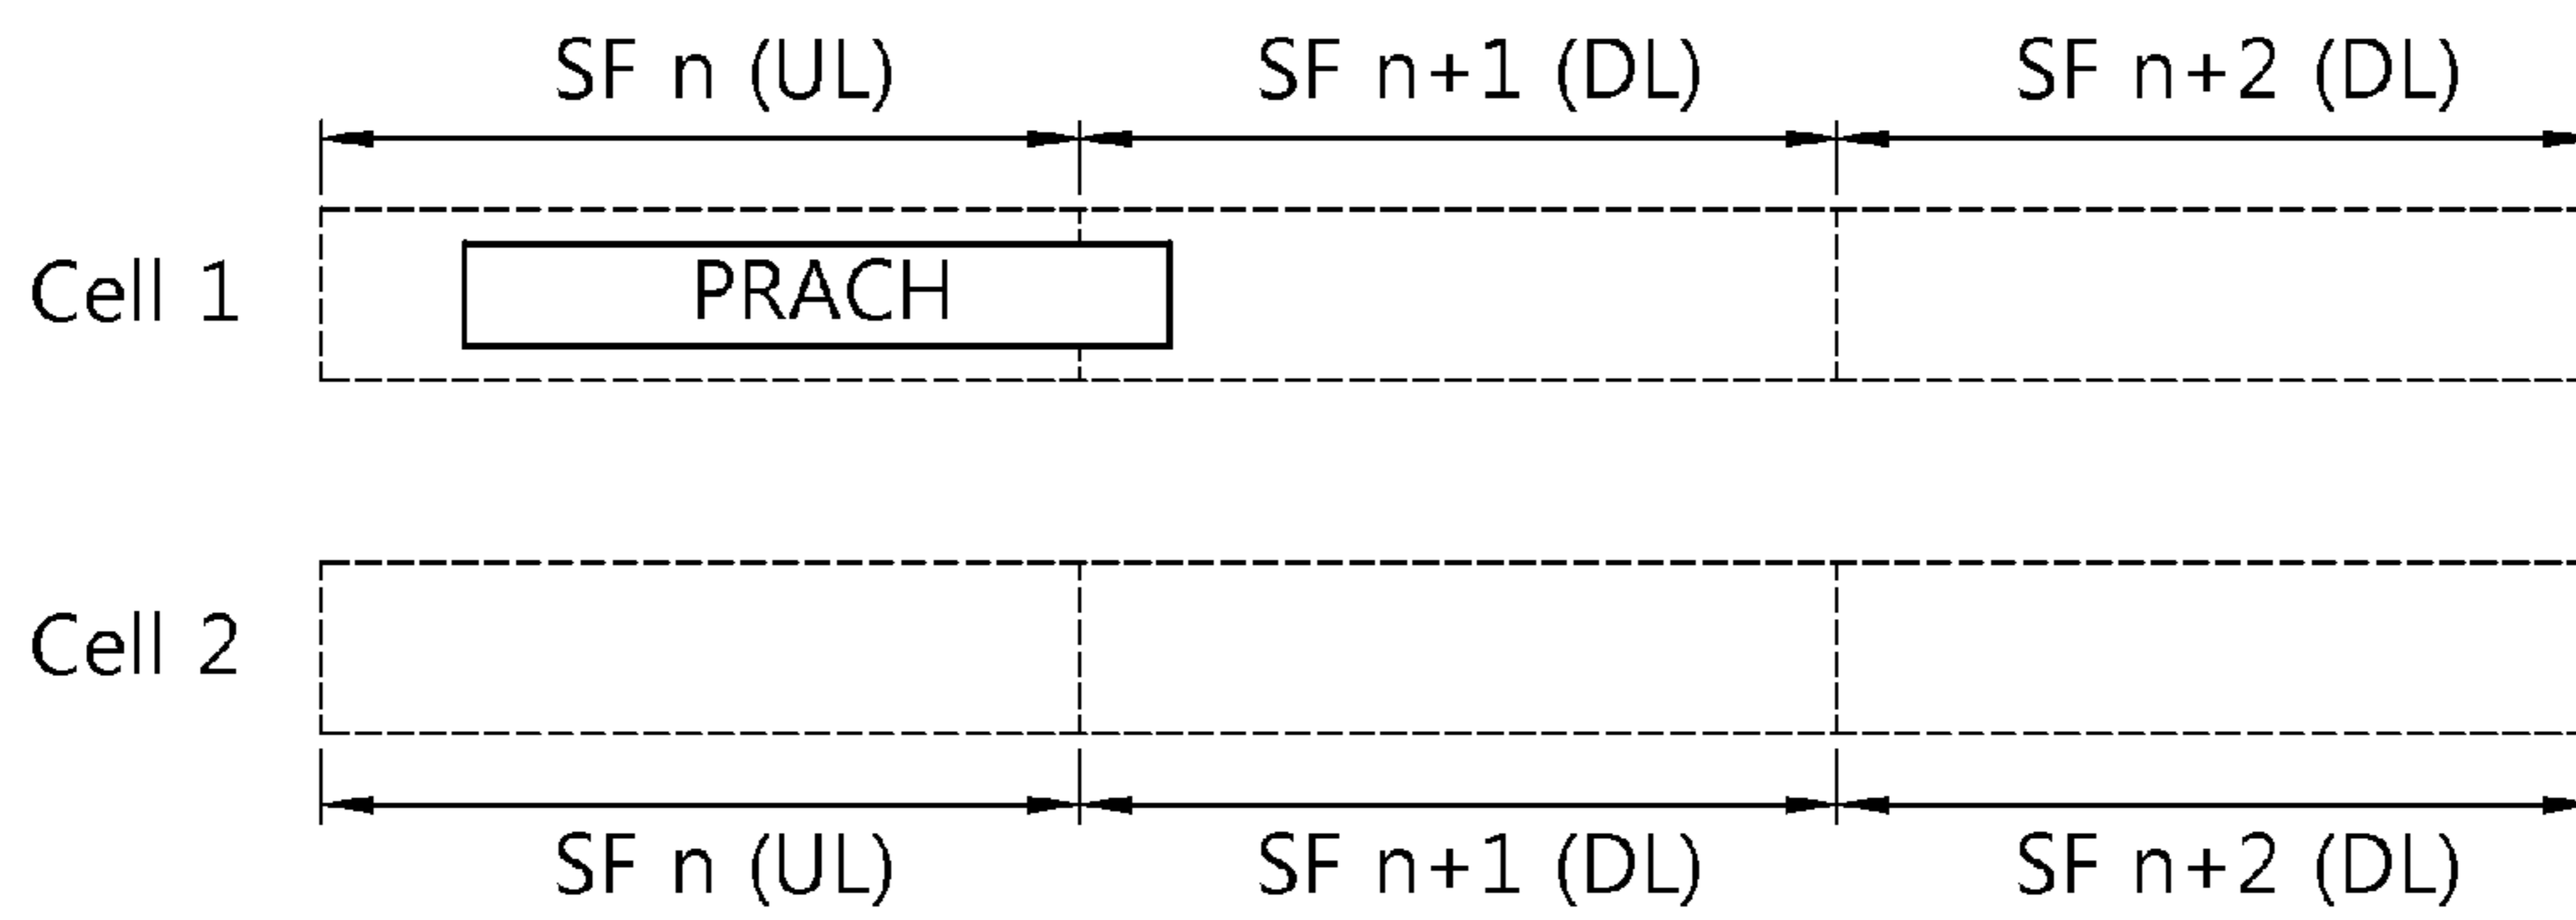 SF n (UL) SF n+1 (DL) SF n+2 (DL)
Cell 1 PRACH
Cell 2
SF n (UL) SF n+1 (DL) SF n+2 (DL)